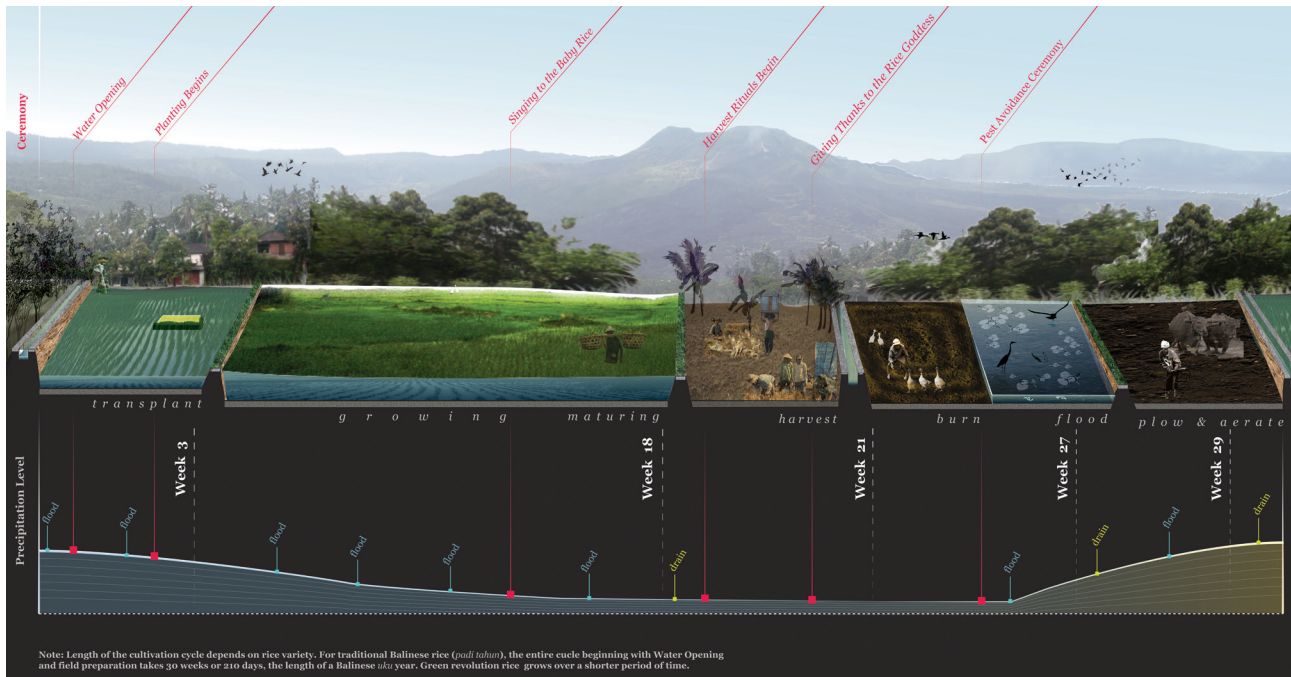 Ceremony
Water Opening
Planting Begins
Singing to the Baby Rice
Harvest Rituals Begin
Giving Thanks to the Rice Goddess
Pest Avoidance Ceremony
transplant
growing
maturing
harvest
burn
flood
plow & aerate
Week 3
Week 18
Week 21
Week 27
Week 29
Precipitation Level
flood
flood
flood
flood
flood
flood
drain
flood
drain
flood
drain
Note: Length of the cultivation cycle depends on rice variety. For traditional Balinese rice (padi tahun), the entire cucle beginning with Water Opening
and field preparation takes 30 weeks or 210 days, the length of a Balinese uku year. Green revolution rice grows over a shorter period of time.